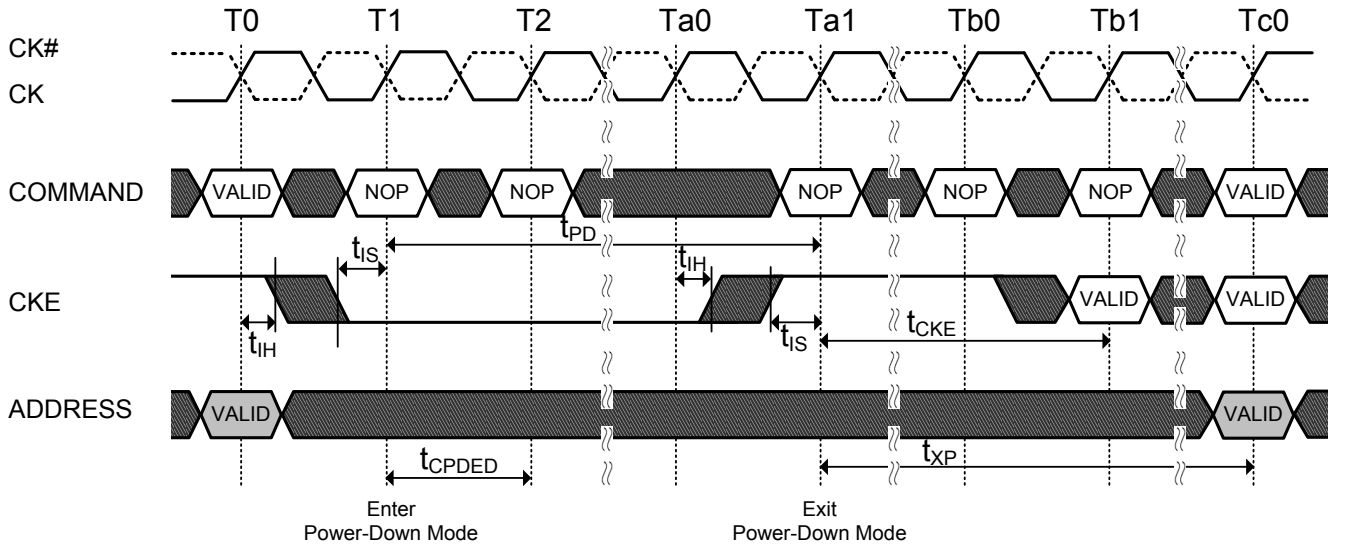 T0 T1 T2 Ta0 Ta1 Tb0 Tb1 Tc0
CK#
CK
COMMAND VALID NOP NOP NOP NOP NOP VALID
tPD
tIS
tIH
CKE VALID VALID
tIH
tIS
tCKE
ADDRESS VALID VALID
tCPDED
tXP
Enter
Power-Down Mode
Exit
Power-Down Mode